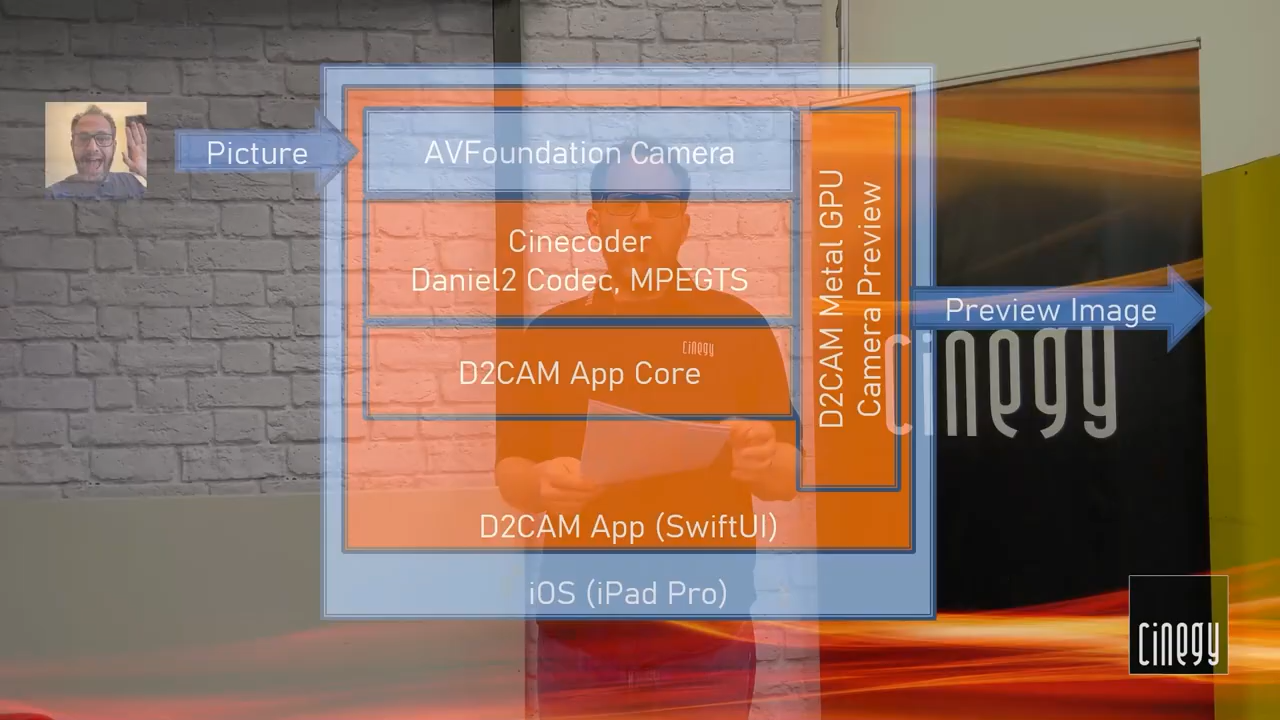 Picture
AVFoundation Camera
Cinecoder
Daniel2 Codec, MPEGTS
D2CAM App Core
D2CAM Metal GPU
Camera Preview
Preview Image
cinegy
cinegy
D2CAM App (SwiftUI)
iOS (iPad Pro)
cinegy